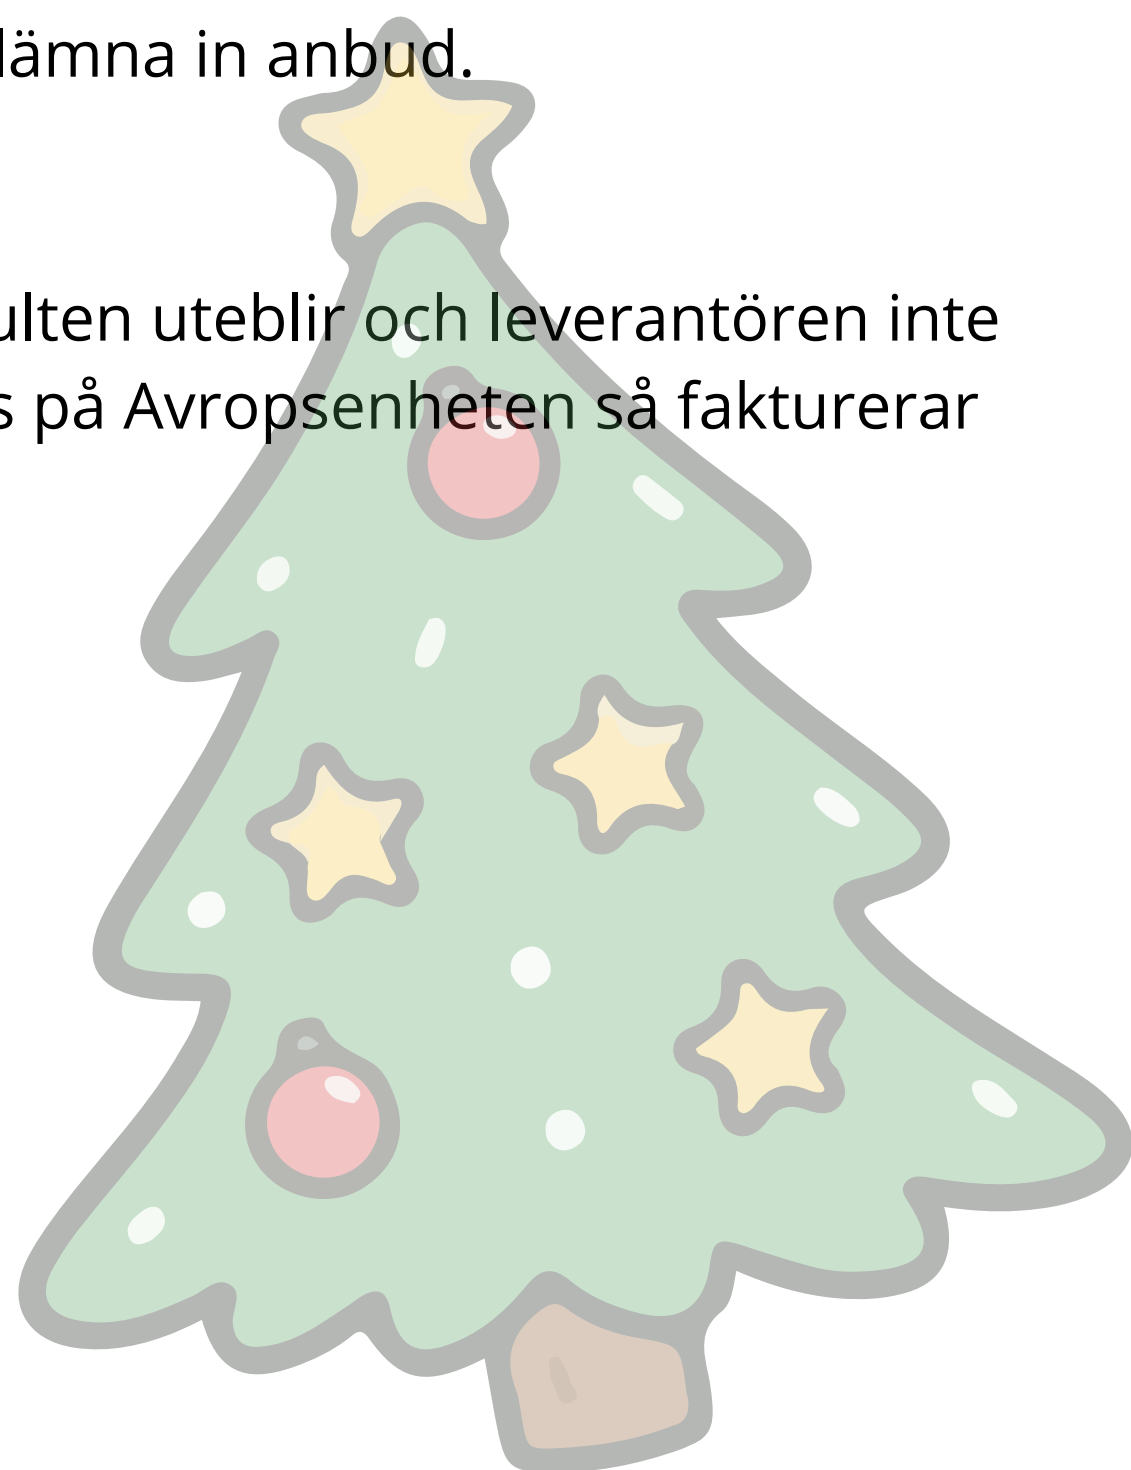 lämna in anbud.
ulten uteblir och leverantören inte
s på Avropsenheten så fakturerar